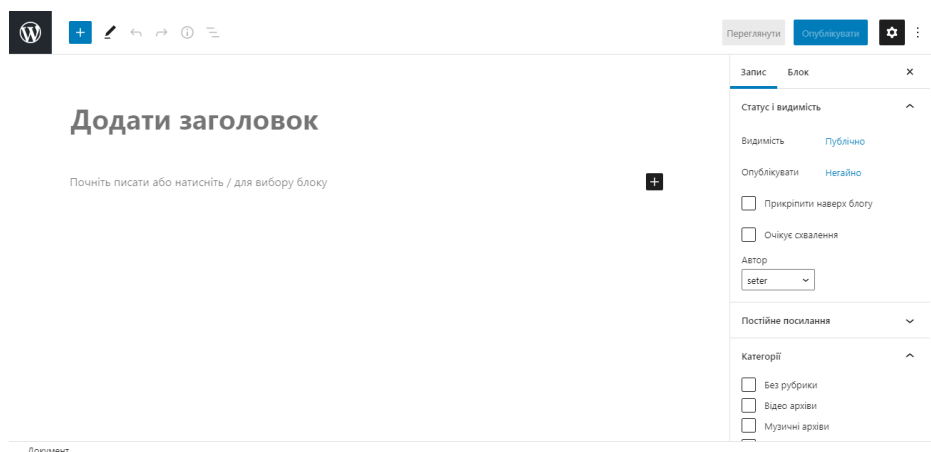 Переглянути
Опублікувати
Запис Блок
Статус і видимість
Додати заголовок
Видимість Публічно
Опублікувати Негайно
Почніть писати або натисніть / для вибору блоку
Прикріпити наверх блогу
Очікує схвалення
Автор
seter
Постійне посилання
Категорії
Без рубрики
Відео архіви
Музичні архіви
Документ